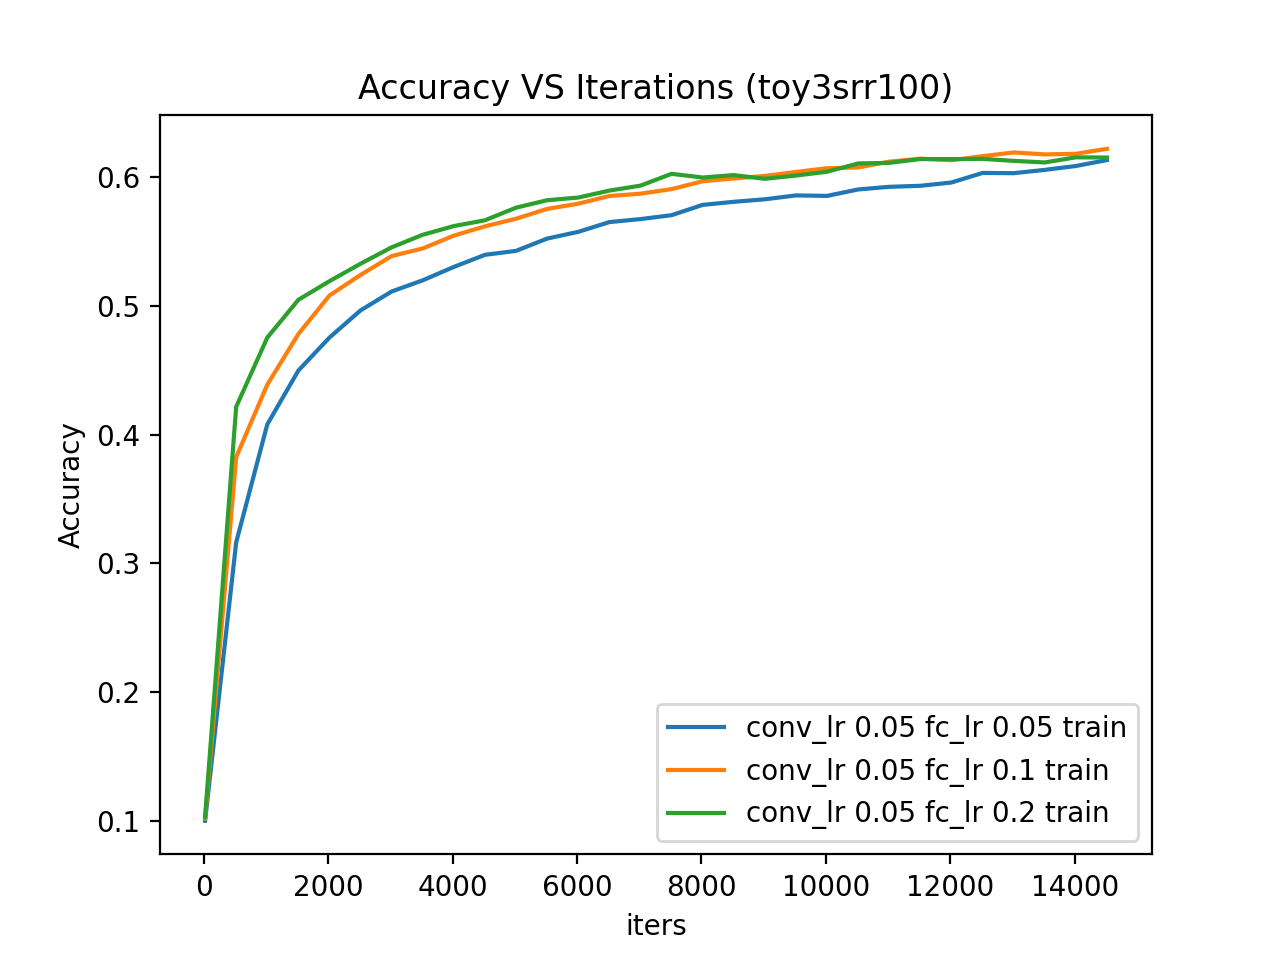 Accuracy VS Iterations (toy3srr100)
Accuracy
0.6
0.5
0.4
0.3
0.2
0.1
conv_lr 0.05 fc_lr 0.05 train
conv_lr 0.05 fc_lr 0.1 train
conv_lr 0.05 fc_lr 0.2 train
0 2000 4000 6000 8000 10000 12000 14000
iters